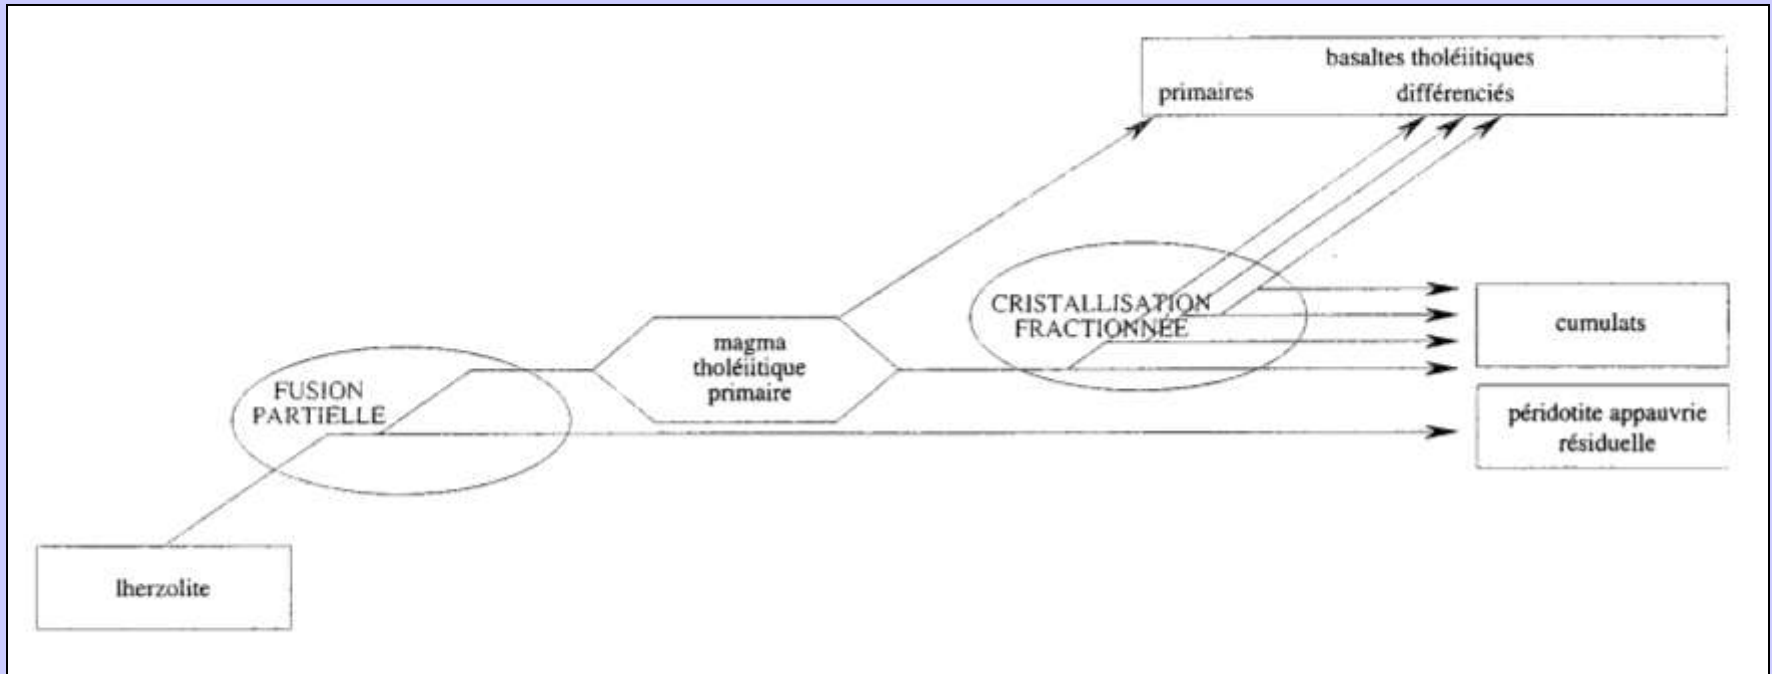 basaltes tholéiitiques
primaires différenciés
CRISTALLISATION
FRACTIONNÉE
cumulats
magma
tholéiitique
primaire
FUSION
PARTIELLE
péridotite appauvrie
résiduelle
lherzolite